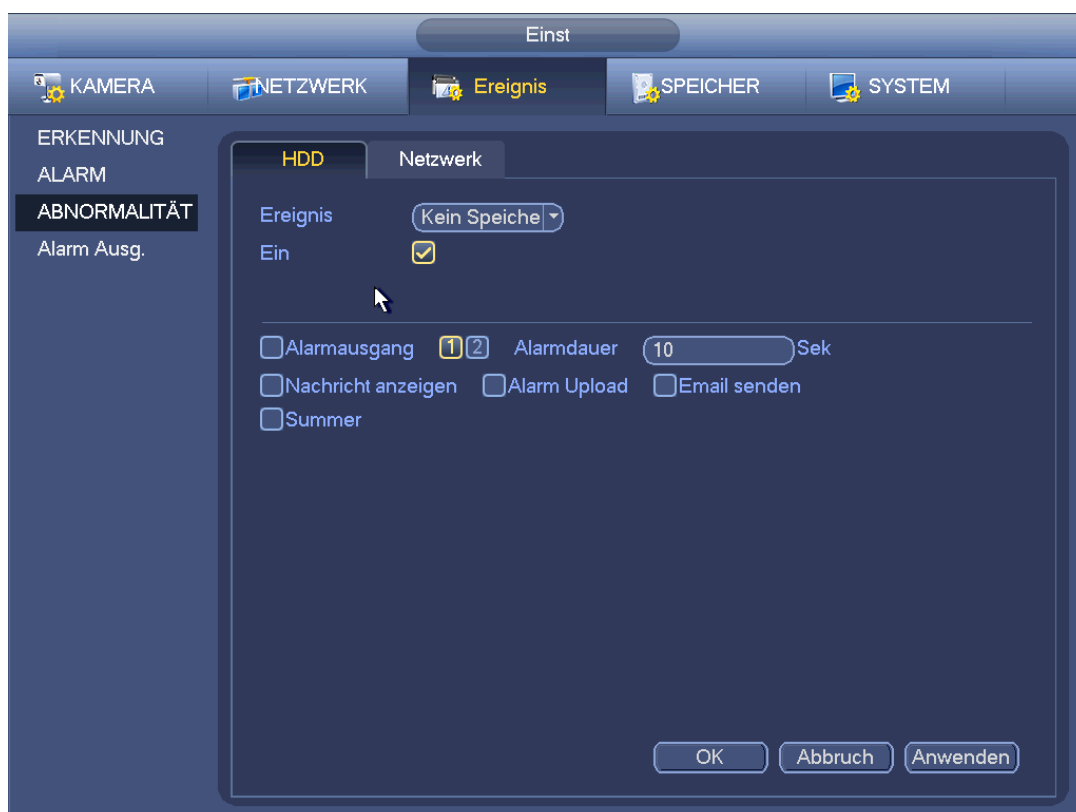 Einst
KAMERA NETZWERK Ereignis SPEICHER SYSTEM
ERKENNUNG
ALARM
ABNORMALITÄT
Alarm Ausg.
HDD Netzwerk
Ereignis Kein Speiche
Ein
Alarmausgang 1 2 Alarmdauer 10 Sek
Nachricht anzeigen Alarm Upload Email senden
Summer
OK Abbruch Anwenden